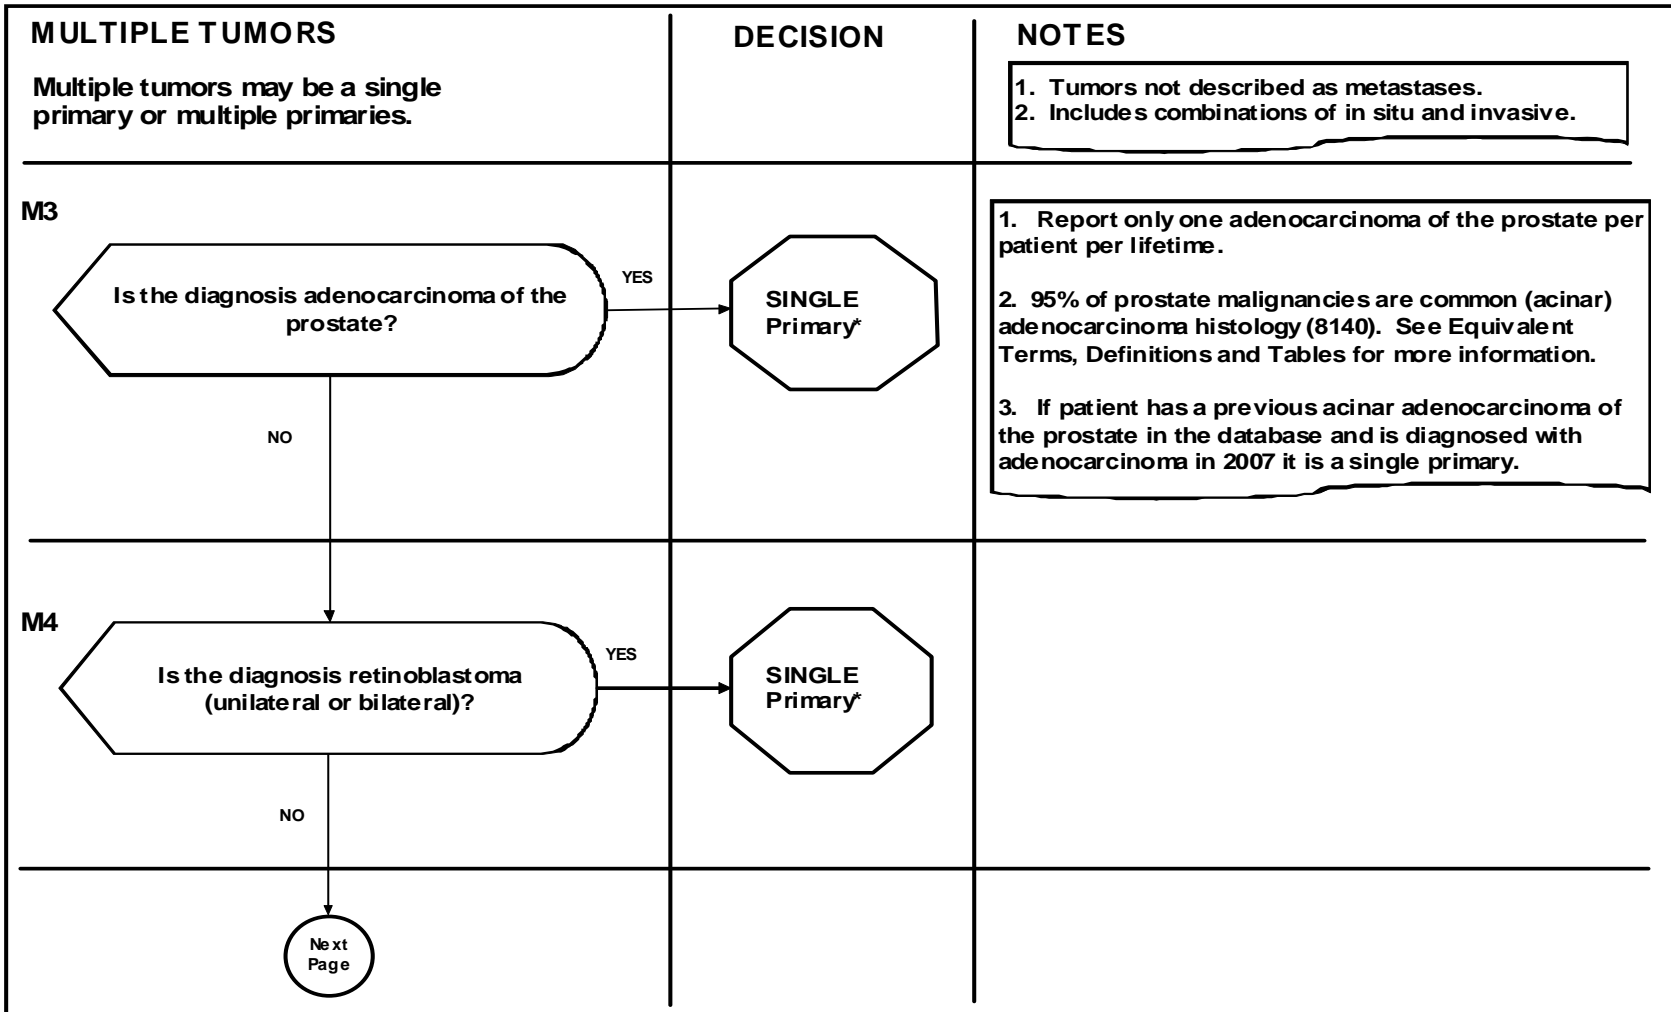 MULTIPLE TUMORS
DECISION
NOTES
Multiple tumors may be a single
primary or multiple primaries.
1. Tumors not described as metastases.
2. Includes combinations of in situ and invasive.
M3
Is the diagnosis adenocarcinoma of the
prostate?
YES
SINGLE
Primary*
NO
1. Report only one adenocarcinoma of the prostate per
patient per lifetime.
2. 95% of prostate malignancies are common (acinar)
adenocarcinoma histology (8140). See Equivalent
Terms, Definitions and Tables for more information.
3. If patient has a previous acinar adenocarcinoma of
the prostate in the database and is diagnosed with
adenocarcinoma in 2007 it is a single primary.
M4
Is the diagnosis retinoblastoma
(unilateral or bilateral)?
YES
SINGLE
Primary*
NO
Next
Page